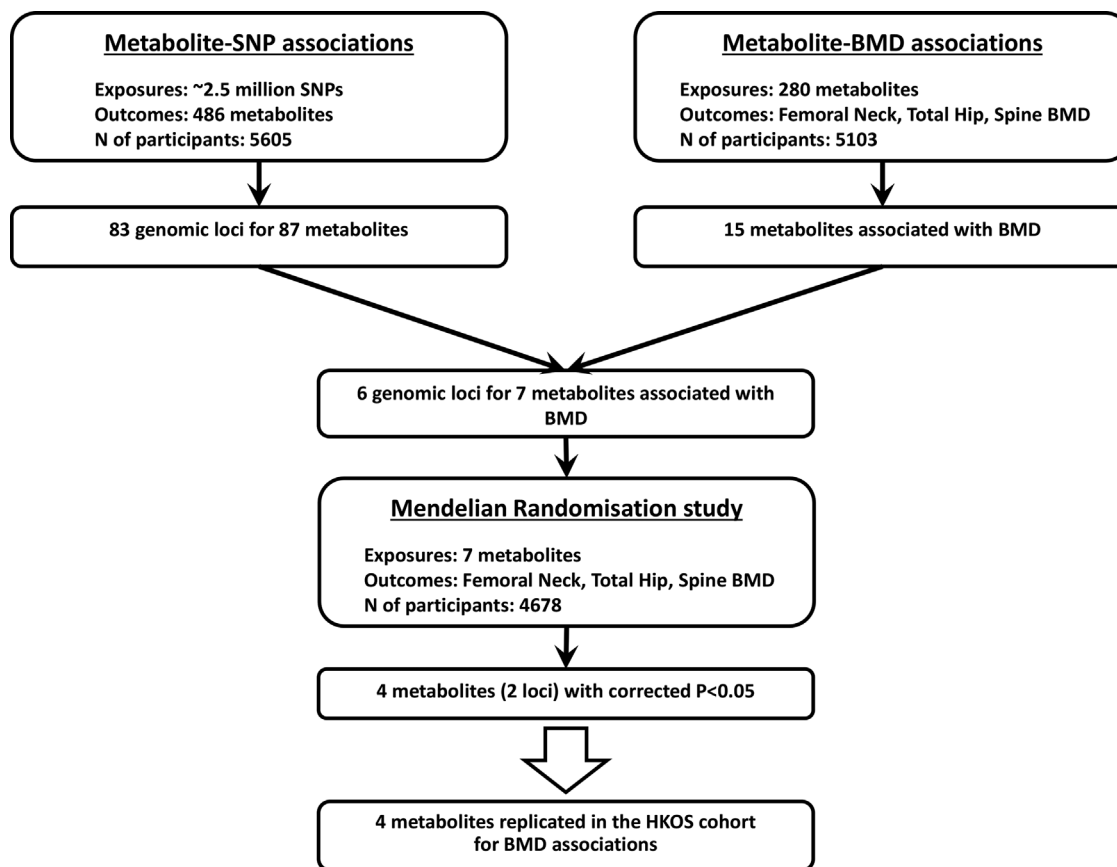 Metabolite-SNP associations
Exposures: ~2.5 million SNPs
Outcomes: 486 metabolites
N of participants: 5605
Metabolite-BMD associations
Exposures: 280 metabolites
Outcomes: Femoral Neck, Total Hip, Spine BMD
N of participants: 5103
83 genomic loci for 87 metabolites
15 metabolites associated with BMD
6 genomic loci for 7 metabolites associated with
BMD
Mendelian Randomisation study
Exposures: 7 metabolites
Outcomes: Femoral Neck, Total Hip, Spine BMD
N of participants: 4678
4 metabolites (2 loci) with corrected P<0.05
4 metabolites replicated in the HKOS cohort
for BMD associations